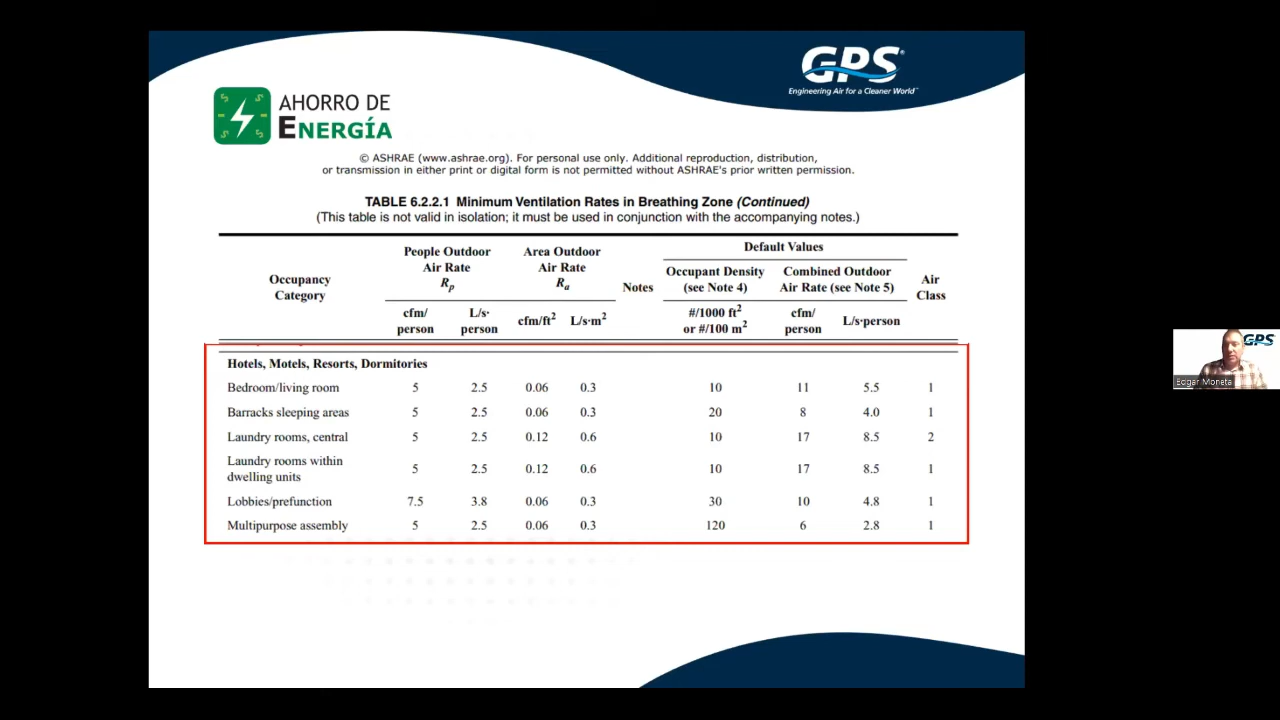 GPS
Engineering Air for a Cleaner World™
AHORRO DE
ENERGÍA
© ASHRAE (www.ashrae.org). For personal use only. Additional reproduction, distribution,
or transmission in either print or digital form is not permitted without ASHRAE's prior written permission.
TABLE 6.2.2.1 Minimum Ventilation Rates in Breathing Zone (Continued)
(This table is not valid in isolation; it must be used in conjunction with the accompanying notes.)
Occupancy Category
People Outdoor Air Rate Rp
Area Outdoor Air Rate Ra
Notes
Default Values
Occupant Density (see Note 4)
Combined Outdoor Air Rate (see Note 5)
Air Class
cfm/person L/s·person cfm/ft² L/s·m² #/1000 ft² or #/100 m² cfm/person L/s·person
Hotels, Motels, Resorts, Dormitories
Bedroom/living room 5 2.5 0.06 0.3 10 11 5.5 1
Barracks sleeping areas 5 2.5 0.06 0.3 20 8 4.0 1
Laundry rooms, central 5 2.5 0.12 0.6 10 17 8.5 2
Laundry rooms within dwelling units 5 2.5 0.12 0.6 10 17 8.5 1
Lobbies/prefunction 7.5 3.8 0.06 0.3 30 10 4.8 1
Multipurpose assembly 5 2.5 0.06 0.3 120 6 2.8 1
GPS
Edgar Moneta